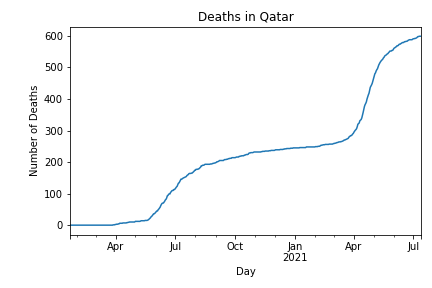 Deaths in Qatar
Number of Deaths
600
500
400
300
200
100
0
Apr
Jul
Oct
Jan
2021
Apr
Jul
Day